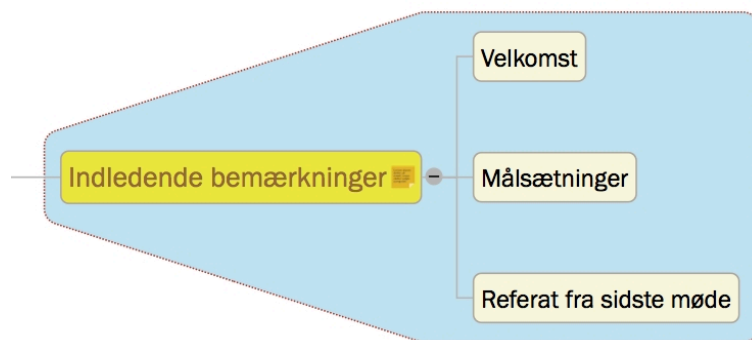 Indledende bemærkninger
Velkomst
Målsætninger
Referat fra sidste møde